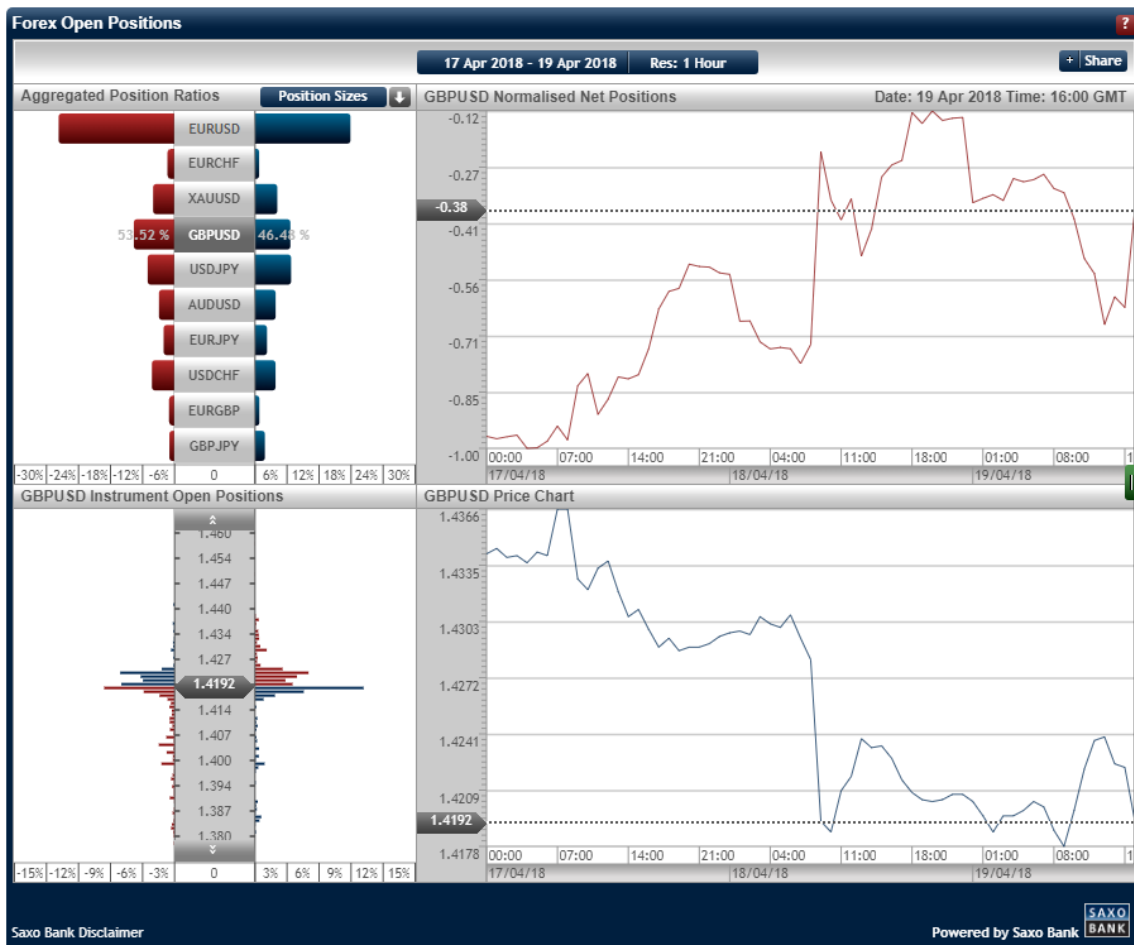 Forex Open Positions
?
17 Apr 2018 - 19 Apr 2018 Res: 1 Hour
+ Share
Aggregated Position Ratios Position Sizes
EURUSD
EURCHF
XAUUSD
53.52 % GBPUSD 46.48 %
USDJPY
AUDUSD
EURJPY
USDCHF
EURGBP
GBPJPY
-30% -24% -18% -12% -6% 0 6% 12% 18% 24% 30%
GBPUSD Normalised Net Positions Date: 19 Apr 2018 Time: 16:00 GMT
-0.12
-0.27
-0.38
-0.41
-0.56
-0.71
-0.85
-1.00
00:00 07:00 14:00 21:00 04:00 11:00 18:00 01:00 08:00 1
17/04/18 18/04/18 19/04/18
GBPUSD Instrument Open Positions
1.460
1.454
1.447
1.440
1.434
1.427
1.4192
1.414
1.407
1.400
1.394
1.387
1.380
-15% -12% -9% -6% -3% 0 3% 6% 9% 12% 15%
GBPUSD Price Chart
1.4366
1.4335
1.4303
1.4272
1.4241
1.4209
1.4192
1.4178
00:00 07:00 14:00 21:00 04:00 11:00 18:00 01:00 08:00 1
17/04/18 18/04/18 19/04/18
Saxo Bank Disclaimer
Powered by Saxo Bank
SAXO
BANK